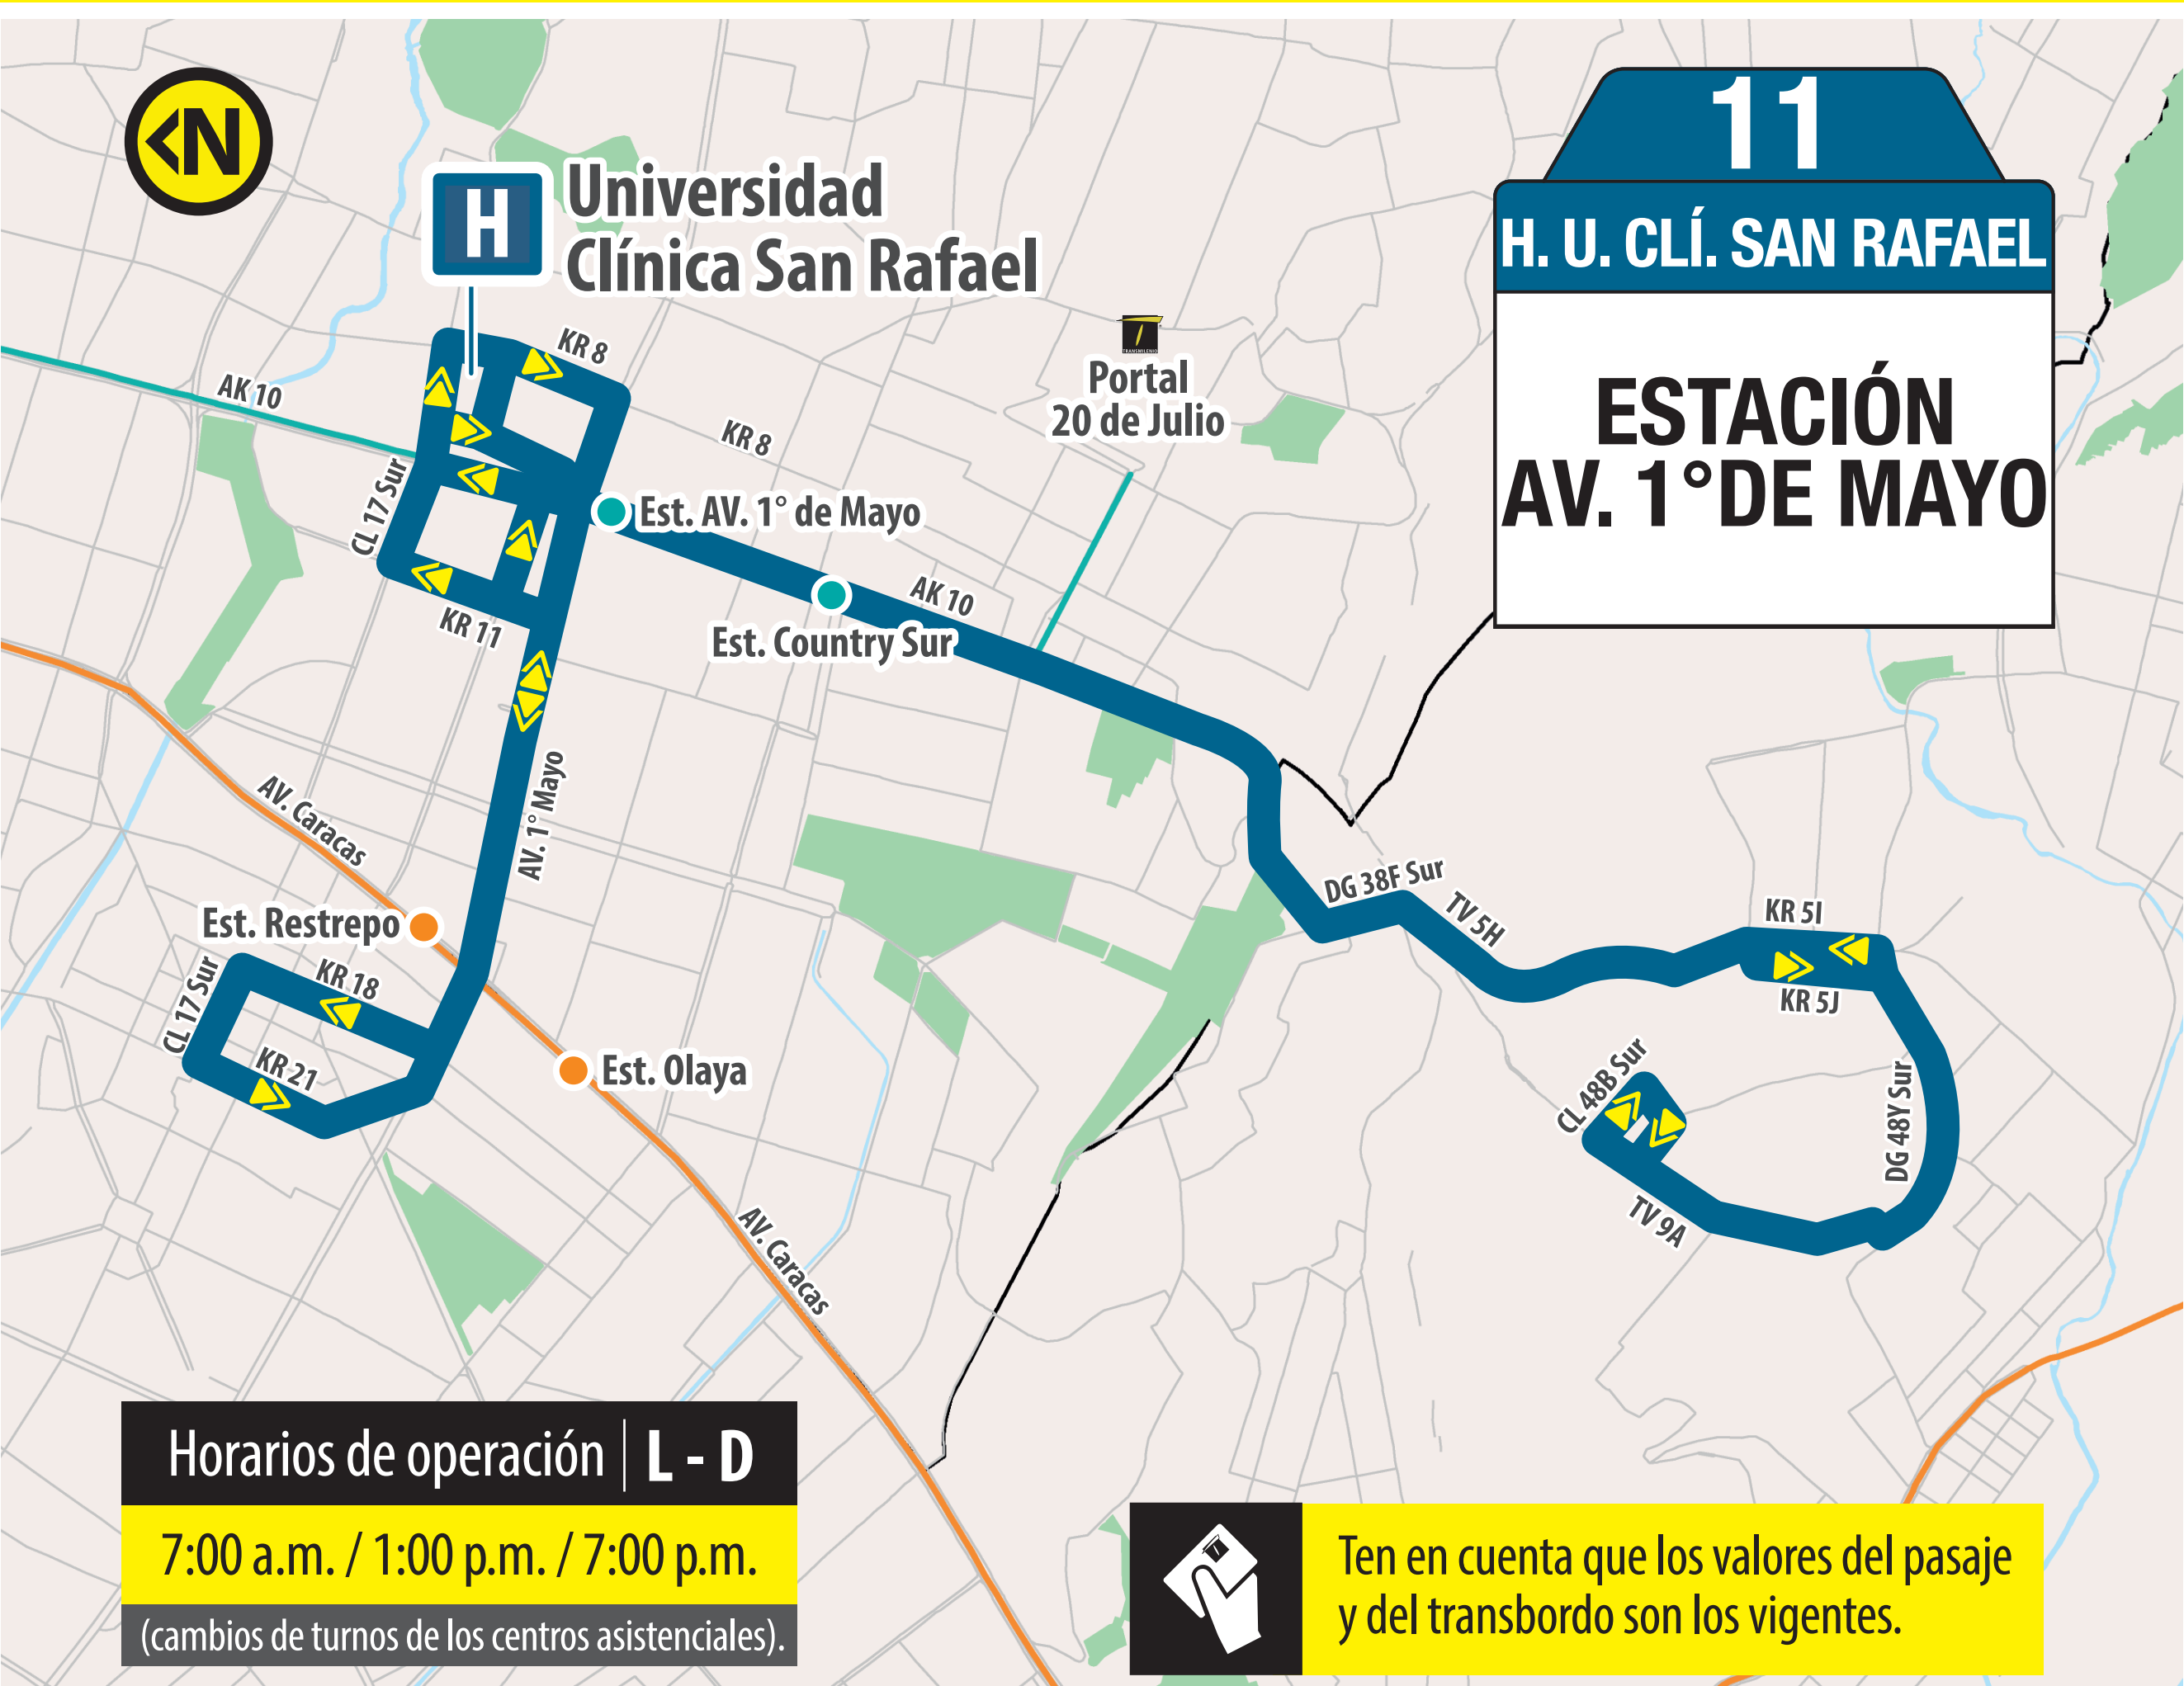 N
H
Universidad
Clínica San Rafael
11
H. U. CLÍ. SAN RAFAEL
ESTACIÓN
AV. 1°DE MAYO
KR 8
AK 10
KR 8
TRANSMILENIO
Portal
20 de Julio
CL 17 Sur
Est. AV. 1° de Mayo
AK 10
KR 11
Est. Country Sur
AV. 1° Mayo
AV. Caracas
Est. Restrepo
DG 38F Sur
TV 5H
KR 5I
KR 5J
KR 18
CL 17 Sur
KR 21
Est. Olaya
CL 48B Sur
DG 48Y Sur
TV 9A
AV. Caracas
Horarios de operación | L - D
7:00 a.m. / 1:00 p.m. / 7:00 p.m.
(cambios de turnos de los centros asistenciales).
Ten en cuenta que los valores del pasaje
y del transbordo son los vigentes.